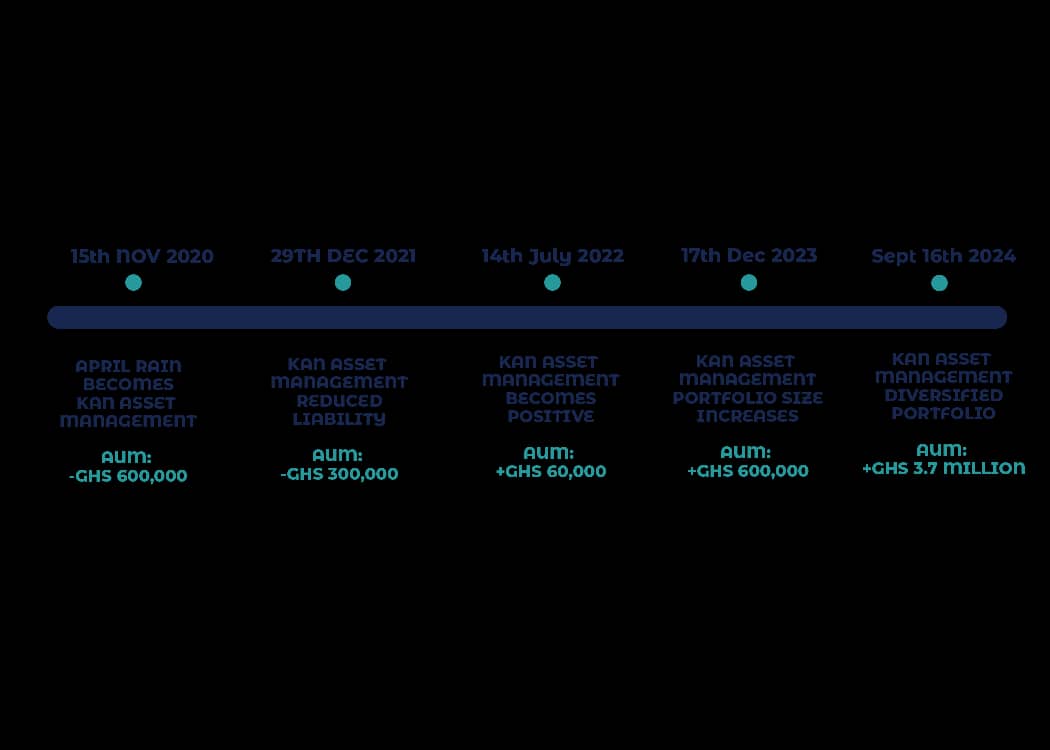 15th NOV 2020
29TH DEC 2021
14th July 2022
17th Dec 2023
Sept 16th 2024
APRIL RAIN
BECOMES
KAN ASSET
MANAGEMENT
AUM:
-GHS 600,000
KAN ASSET
MANAGEMENT
REDUCED
LIABILITY
AUM:
-GHS 300,000
KAN ASSET
MANAGEMENT
BECOMES
POSITIVE
AUM:
+GHS 60,000
KAN ASSET
MANAGEMENT
PORTFOLIO SIZE
INCREASES
AUM:
+GHS 600,000
KAN ASSET
MANAGEMENT
DIVERSIFIED
PORTFOLIO
AUM:
+GHS 3.7 MILLION